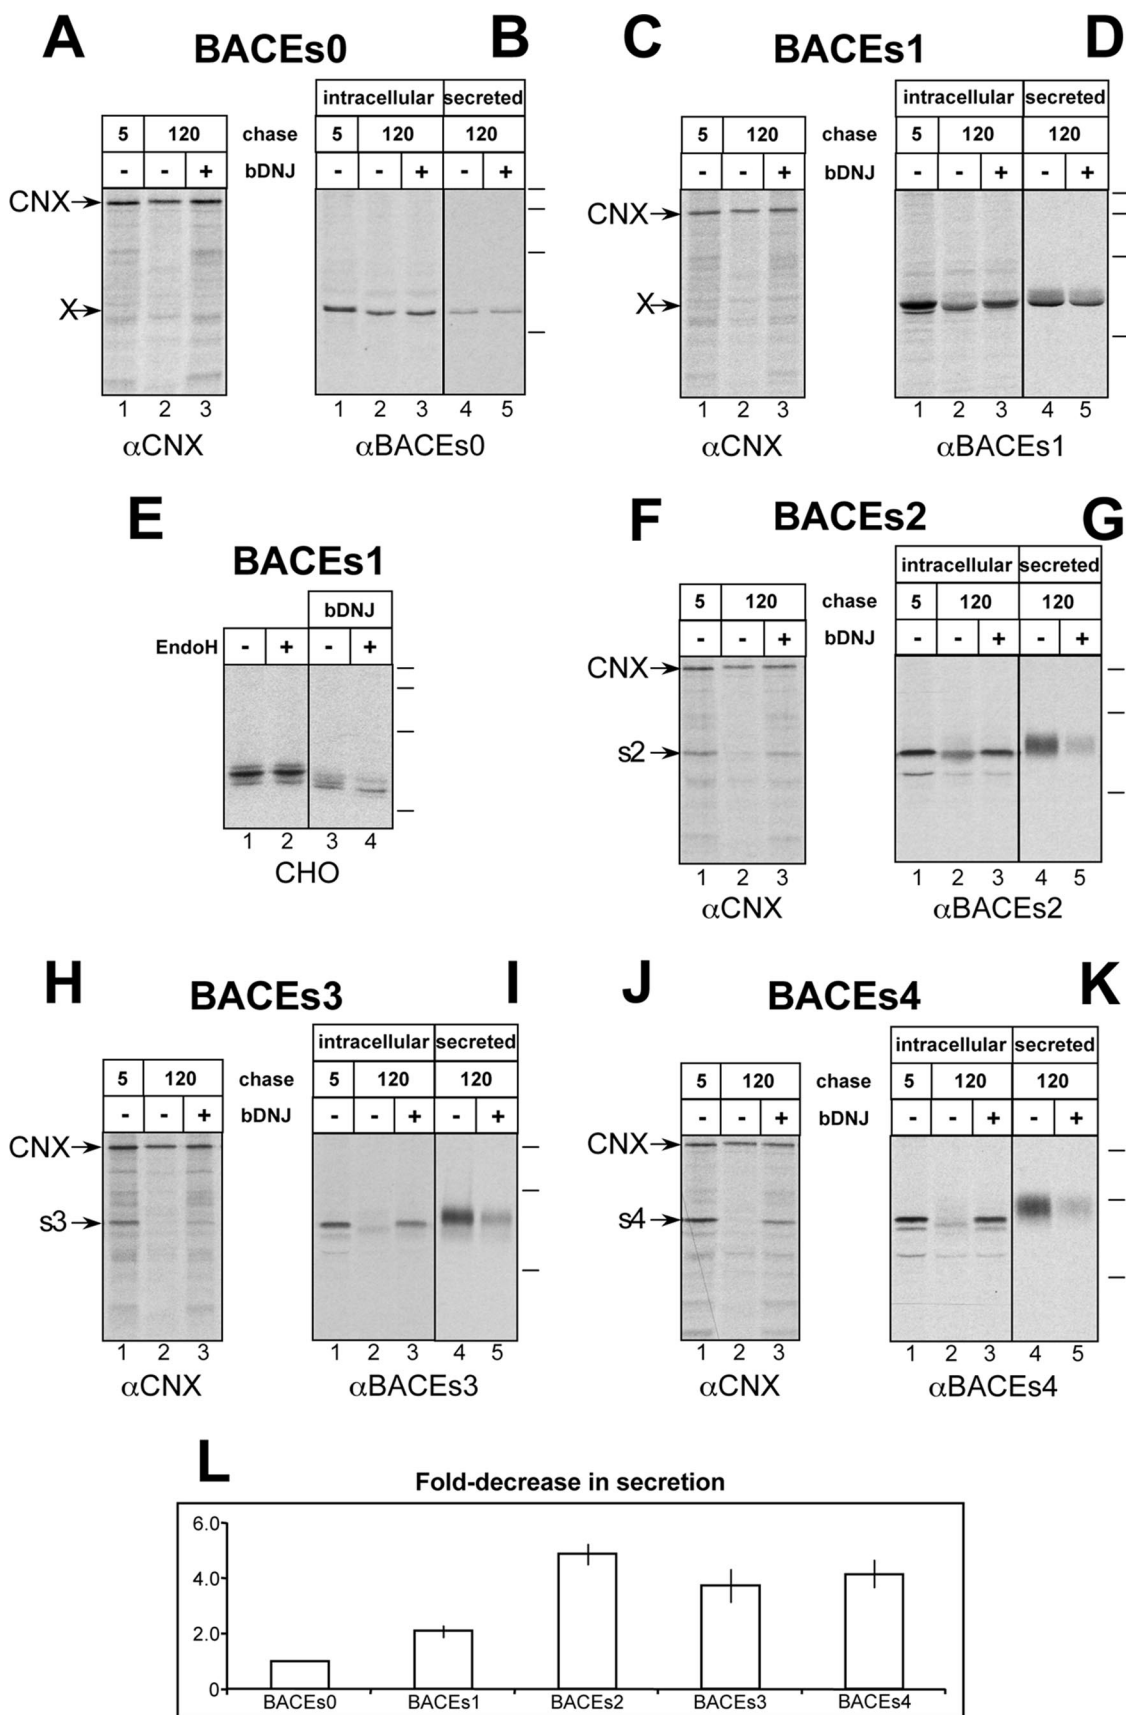 A BACEs0 B
intracellular secreted
5 120 chase 5 120 120
- - + bDNJ - - + - +
CNX
X
1 2 3 1 2 3 4 5
αCNX αBACEs0
C BACEs1 D
intracellular secreted
5 120 chase 5 120 120
- - + bDNJ - - + - +
CNX
X
1 2 3 1 2 3 4 5
αCNX αBACEs1
E
BACEs1
bDNJ
EndoH - + - +
1 2 3 4
CHO
F BACEs2 G
intracellular secreted
5 120 chase 5 120 120
- - + bDNJ - - + - +
CNX
s2
1 2 3 1 2 3 4 5
αCNX αBACEs2
H BACEs3 I
intracellular secreted
5 120 chase 5 120 120
- - + bDNJ - - + - +
CNX
s3
1 2 3 1 2 3 4 5
αCNX αBACEs3
J BACEs4 K
intracellular secreted
5 120 chase 5 120 120
- - + bDNJ - - + - +
CNX
s4
1 2 3 1 2 3 4 5
αCNX αBACEs4
L
Fold-decrease in secretion
6.0
4.0
2.0
0
BACEs0 BACEs1 BACEs2 BACEs3 BACEs4